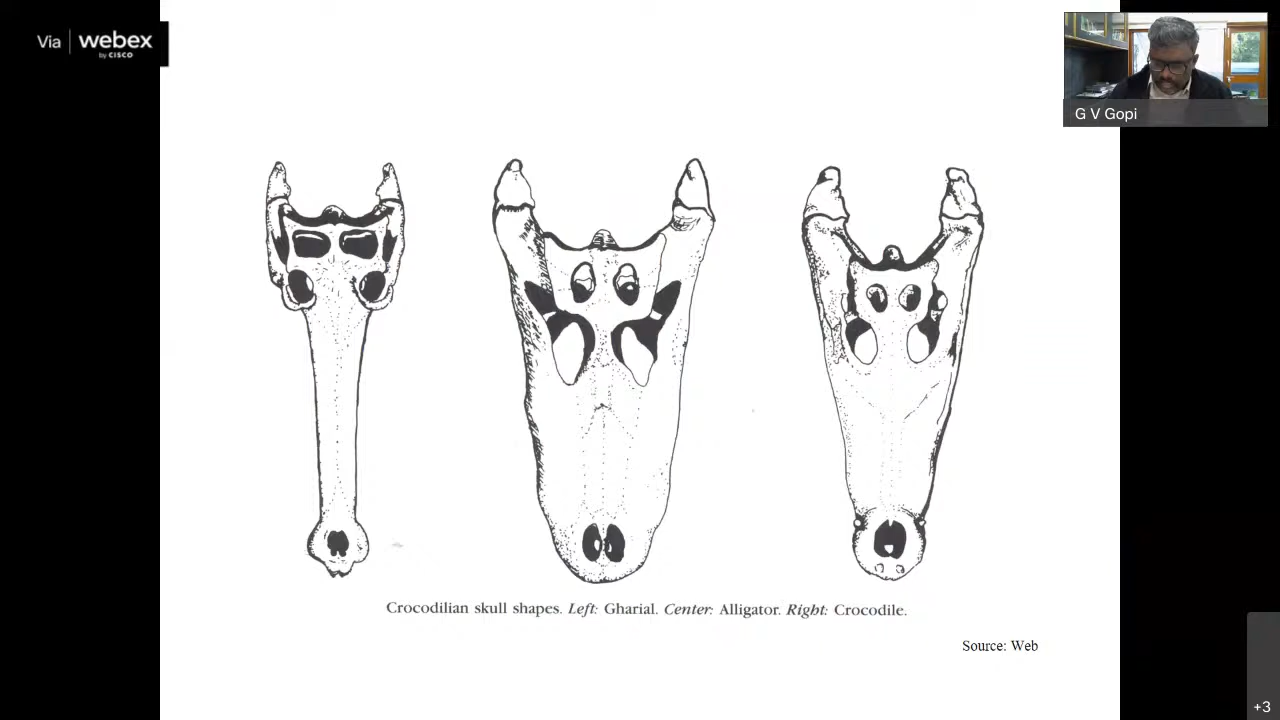 Via webex
by CISCO
G V Gopi
Crocodilian skull shapes. Left: Gharial. Center: Alligator. Right: Crocodile.
Source: Web
+3